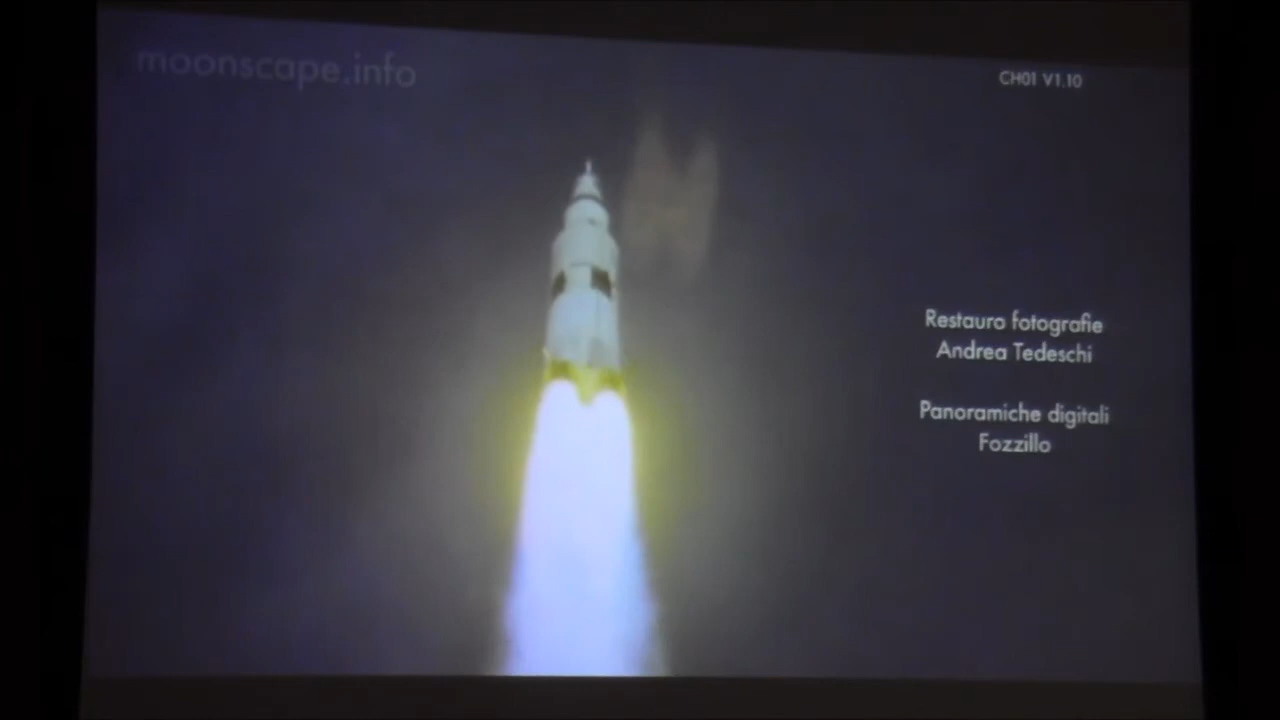 moonscape.info
CH01 V1.10
Restauro fotografie
Andrea Tedeschi
Panoramiche digitali
Fozzillo